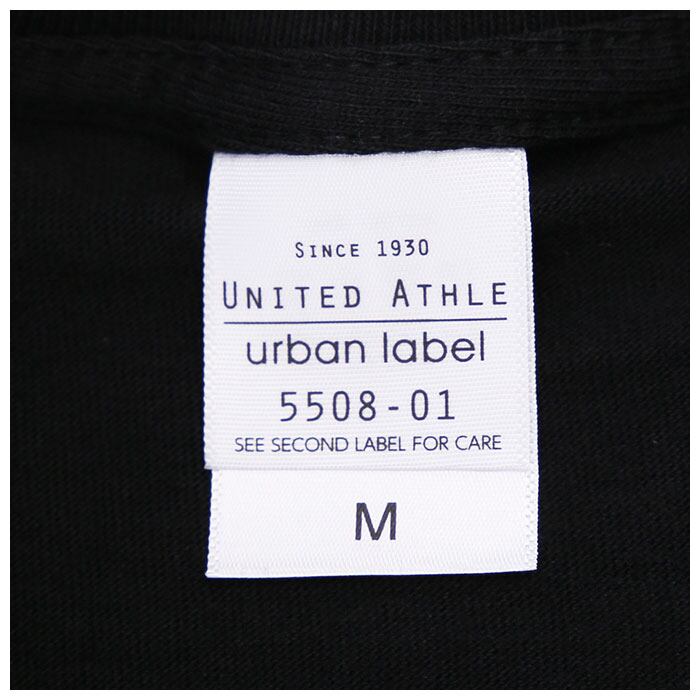 SINCE 1930
UNITED ATHLE
urban label
5508-01
SEE SECOND LABEL FOR CARE
M